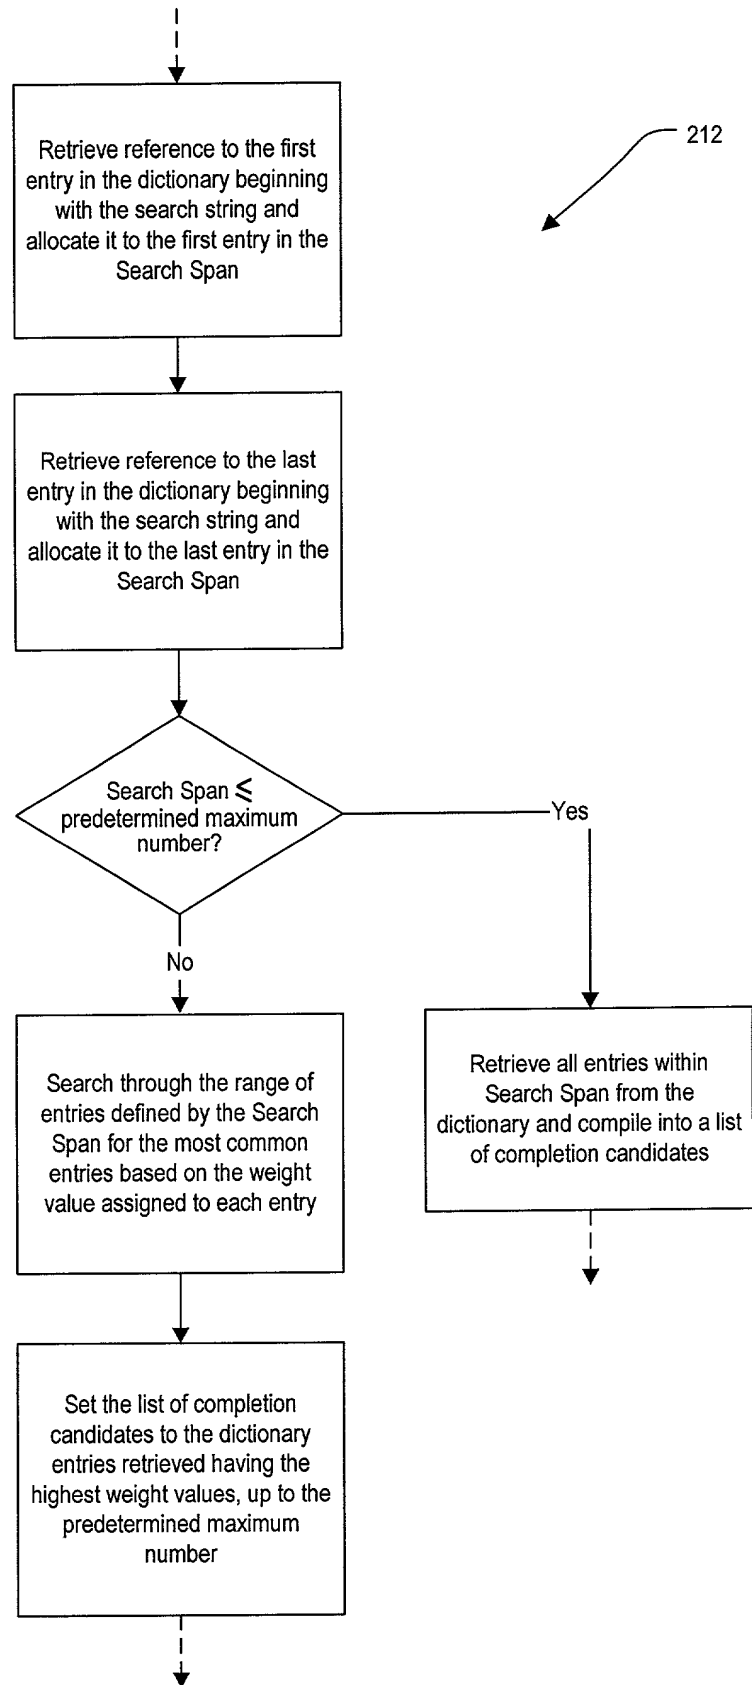 Retrieve reference to the first
entry in the dictionary beginning
with the search string and
allocate it to the first entry in the
Search Span
212
Retrieve reference to the last
entry in the dictionary beginning
with the search string and
allocate it to the last entry in the
Search Span
Search Span ⩽
predetermined maximum
number?
Yes
No
Search through the range of
entries defined by the Search
Span for the most common
entries based on the weight
value assigned to each entry
Retrieve all entries within
Search Span from the
dictionary and compile into a list
of completion candidates
Set the list of completion
candidates to the dictionary
entries retrieved having the
highest weight values, up to the
predetermined maximum
number